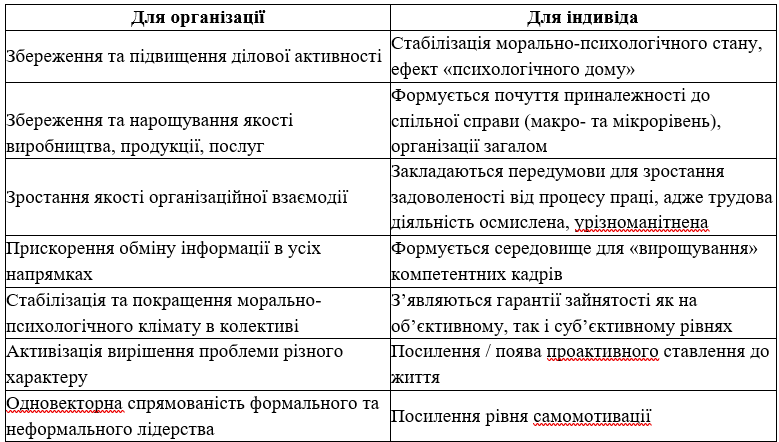 Для організації
Для індивіда
Збереження та підвищення ділової активності
Стабілізація морально-психологічного стану,
ефект «психологічного дому»
Збереження та нарощування якості
виробництва, продукції, послуг
Формується почуття приналежності до
спільної справи (макро- та мікрорівень),
організації загалом
Зростання якості організаційної взаємодії
Закладаються передумови для зростання
задоволеності від процесу праці, адже трудова
діяльність осмислена, урізноманітнена
Прискорення обміну інформації в усіх
напрямках
Формується середовище для «вирощування»
компетентних кадрів
Стабілізація та покращення морально-
психологічного клімату в колективі
З’являються гарантії зайнятості як на
об’єктивному, так і суб’єктивному рівнях
Активізація вирішення проблеми різного
характеру
Посилення / поява проактивного ставлення до
життя
Одновекторна спрямованість формального та
неформального лідерства
Посилення рівня самомотивації